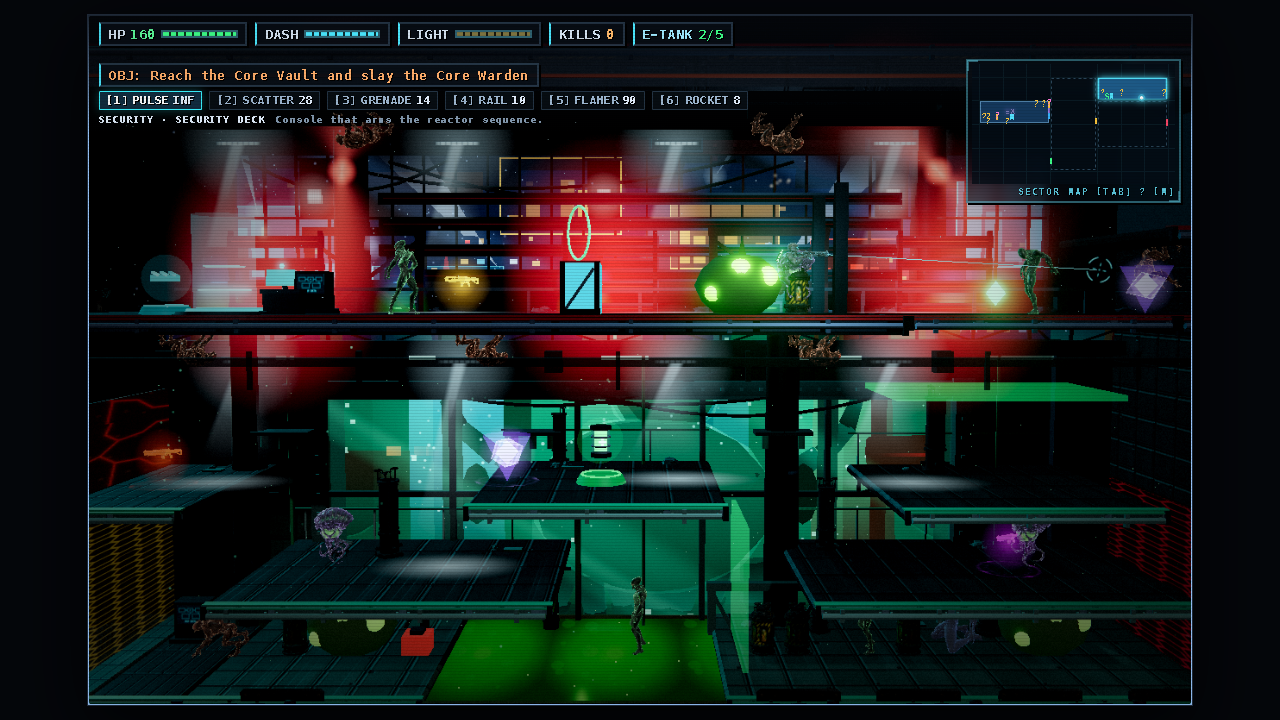 HP 160
DASH
LIGHT
KILLS 0
E-TANK 2/5
OBJ: Reach the Core Vault and slay the Core Warden
[1] PULSE INF
[2] SCATTER 28
[3] GRENADE 14
[4] RAIL 10
[5] FLAMER 90
[6] ROCKET 8
SECURITY · SECURITY DECK Console that arms the reactor sequence.
SECTOR MAP [TAB] ? [M]